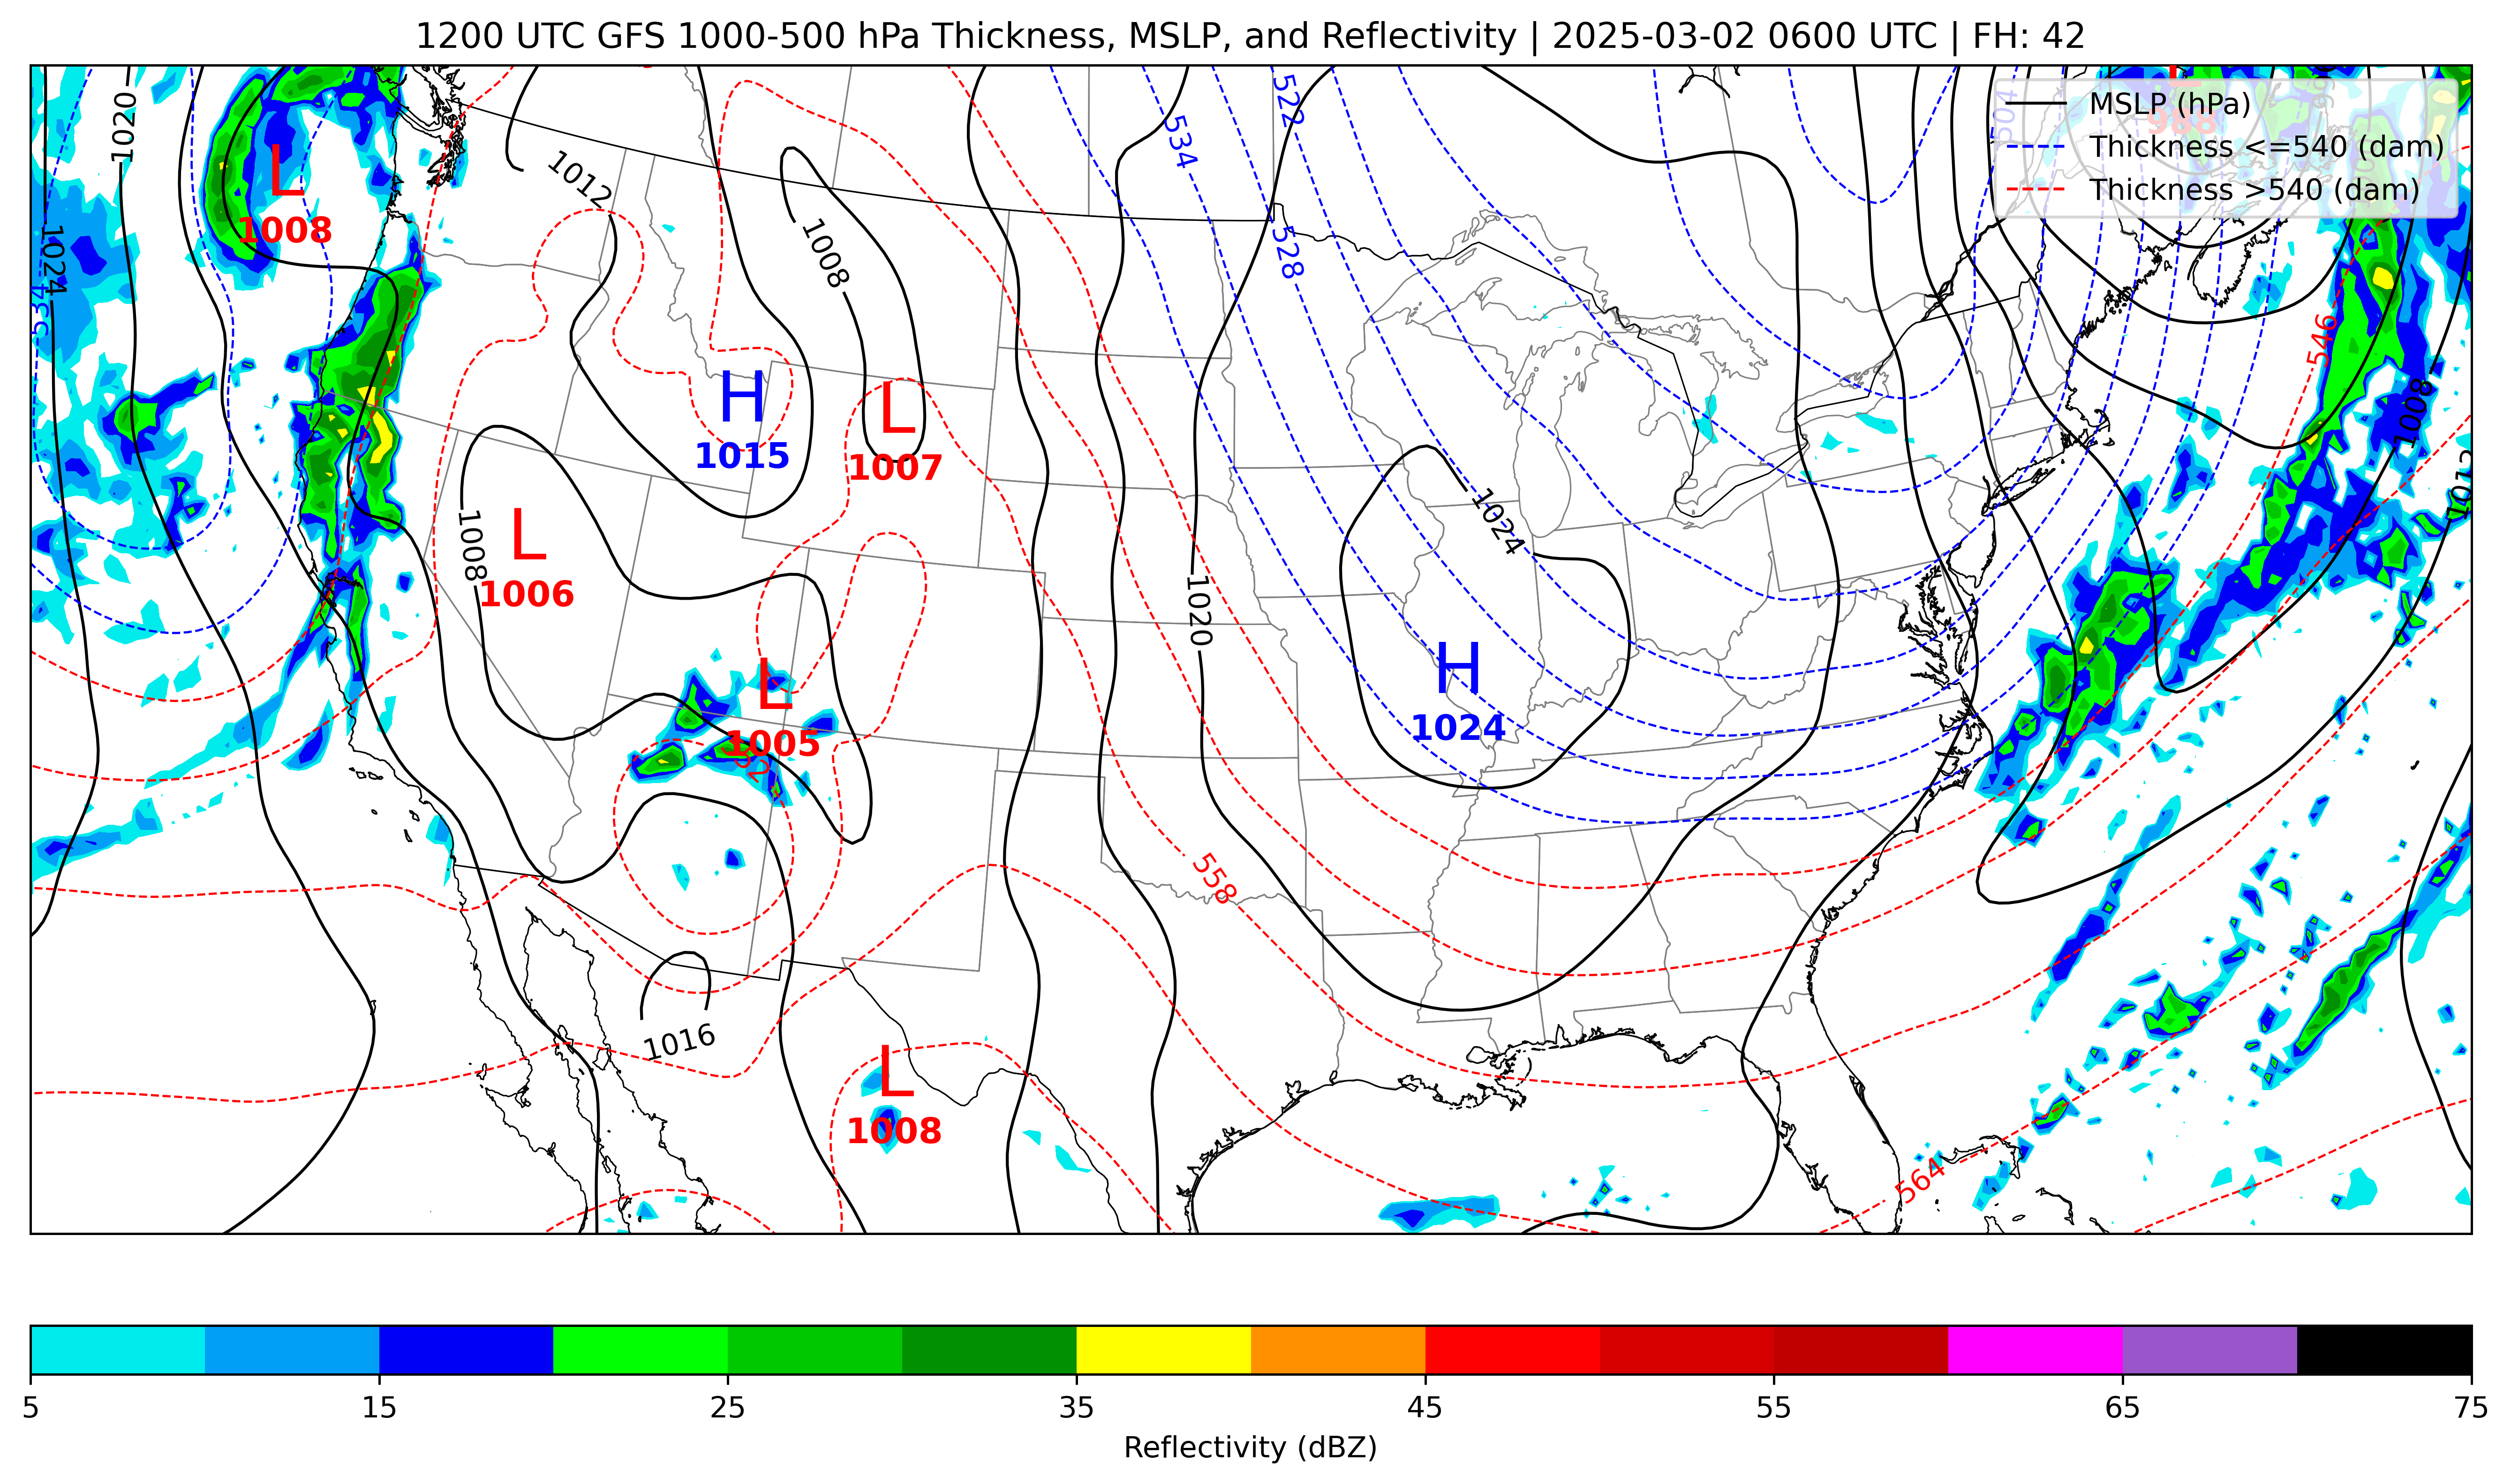 1200 UTC GFS 1000-500 hPa Thickness, MSLP, and Reflectivity | 2025-03-02 0600 UTC | FH: 42
MSLP (hPa)
Thickness <=540 (dam)
Thickness >540 (dam)
1020
1012
534
522
504
988
L
1008
1024
534
1008
528
546
H
1015
L
1007
1008
1012
L
1006
1008
1024
1020
H
1024
L
1005
558
1016
L
1008
564
5 15 25 35 45 55 65 75
Reflectivity (dBZ)